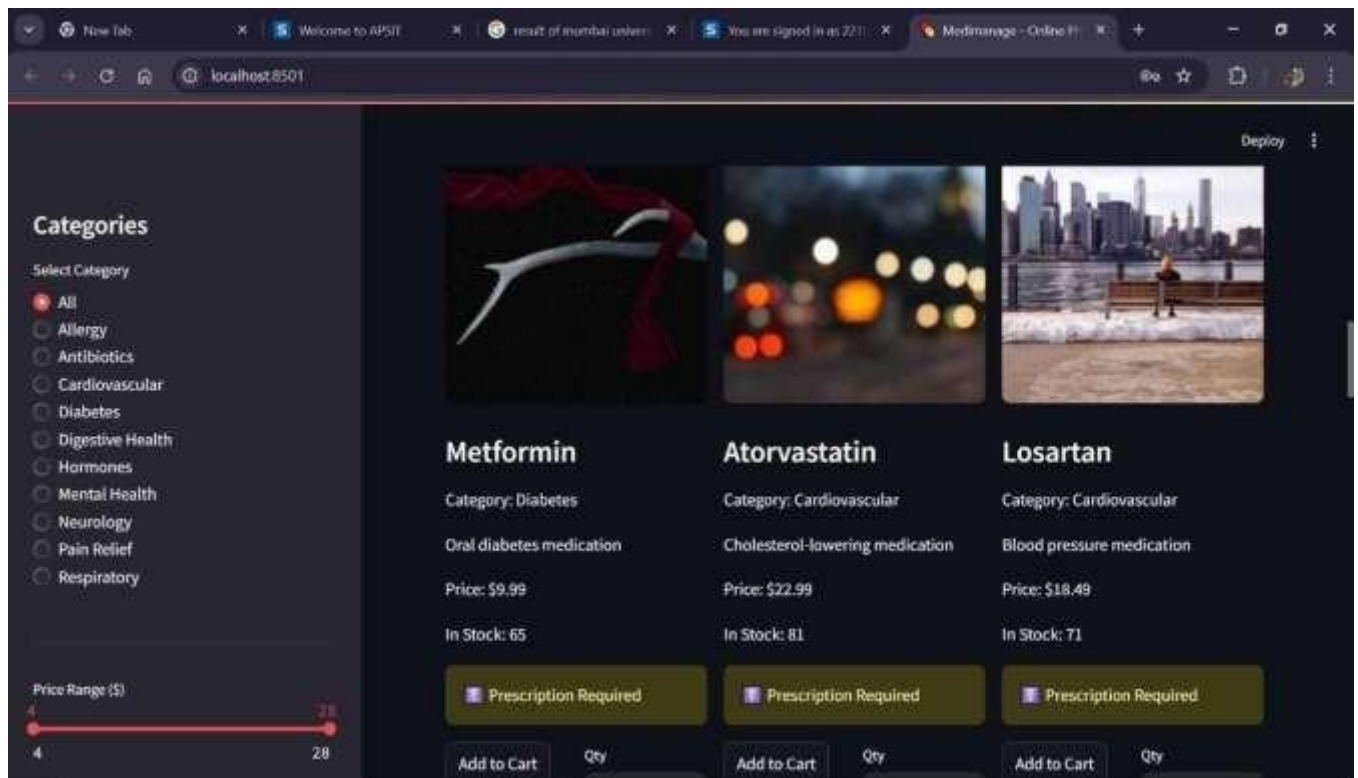 New Tab
Welcome to APSIT
result of mumbai univer
You are signed in as 221
Medimanage - Online Ph
localhost:8501
Deploy
Categories
Select Category
All
Allergy
Antibiotics
Cardiovascular
Diabetes
Digestive Health
Hormones
Mental Health
Neurology
Pain Relief
Respiratory
Price Range ($)
4 28
4 28
Metformin
Category: Diabetes
Oral diabetes medication
Price: $9.99
In Stock: 65
Prescription Required
Add to Cart
Qty
Atorvastatin
Category: Cardiovascular
Cholesterol-lowering medication
Price: $22.99
In Stock: 81
Prescription Required
Add to Cart
Qty
Losartan
Category: Cardiovascular
Blood pressure medication
Price: $18.49
In Stock: 71
Prescription Required
Add to Cart
Qty